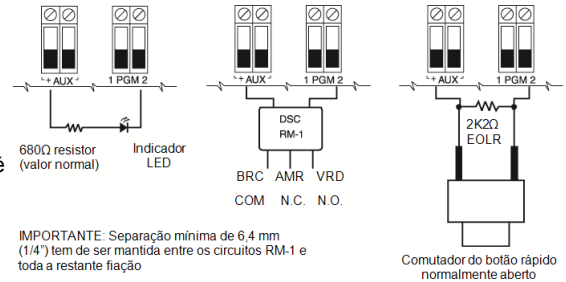 + AUX -
1 PGM 2
680Ω resistor
(valor normal)
Indicador
LED
+ AUX -
1 PGM 2
DSC
RM-1
BRC AMR VRD
COM N.C. N.O.
+ AUX -
1 PGM 2
2K2Ω
EOLR
é
IMPORTANTE: Separação mínima de 6,4 mm
(1/4”) tem de ser mantida entre os circuitos RM-1 e
toda a restante fiação
Comutador do botão rápido
normalmente aberto